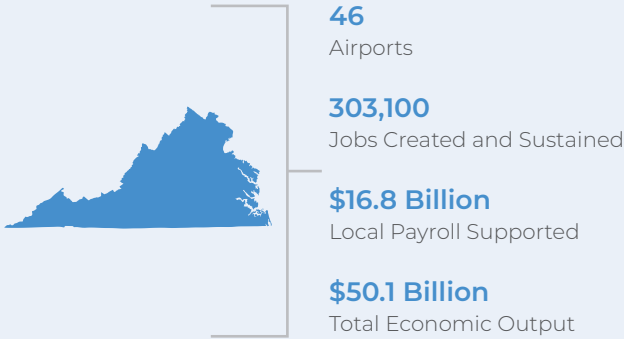 46
Airports
303,100
Jobs Created and Sustained
$16.8 Billion
Local Payroll Supported
$50.1 Billion
Total Economic Output